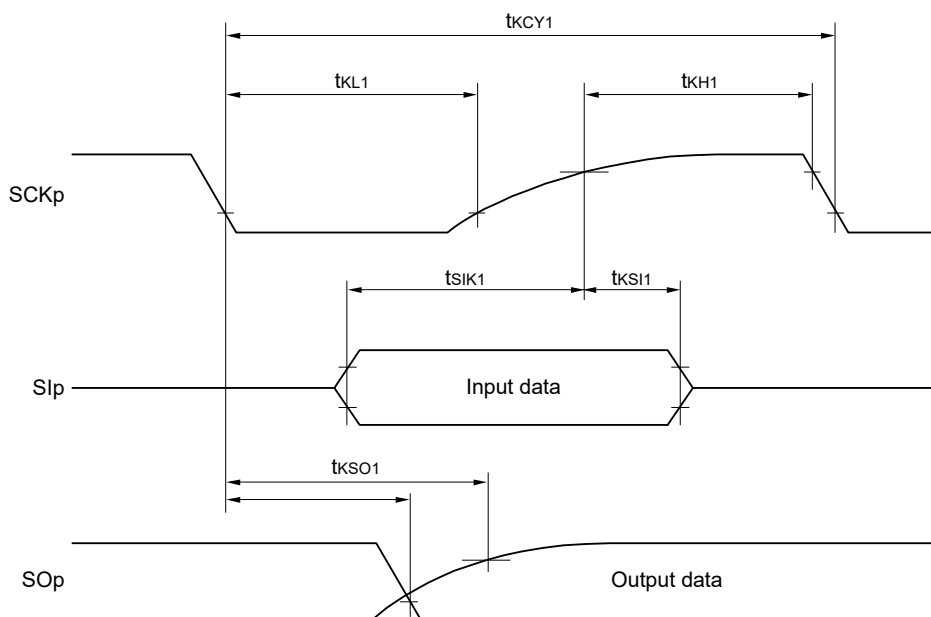 tKCY1
tKL1
tKH1
SCKp
tSIK1
tKSI1
SIp
Input data
tKSO1
SOp
Output data